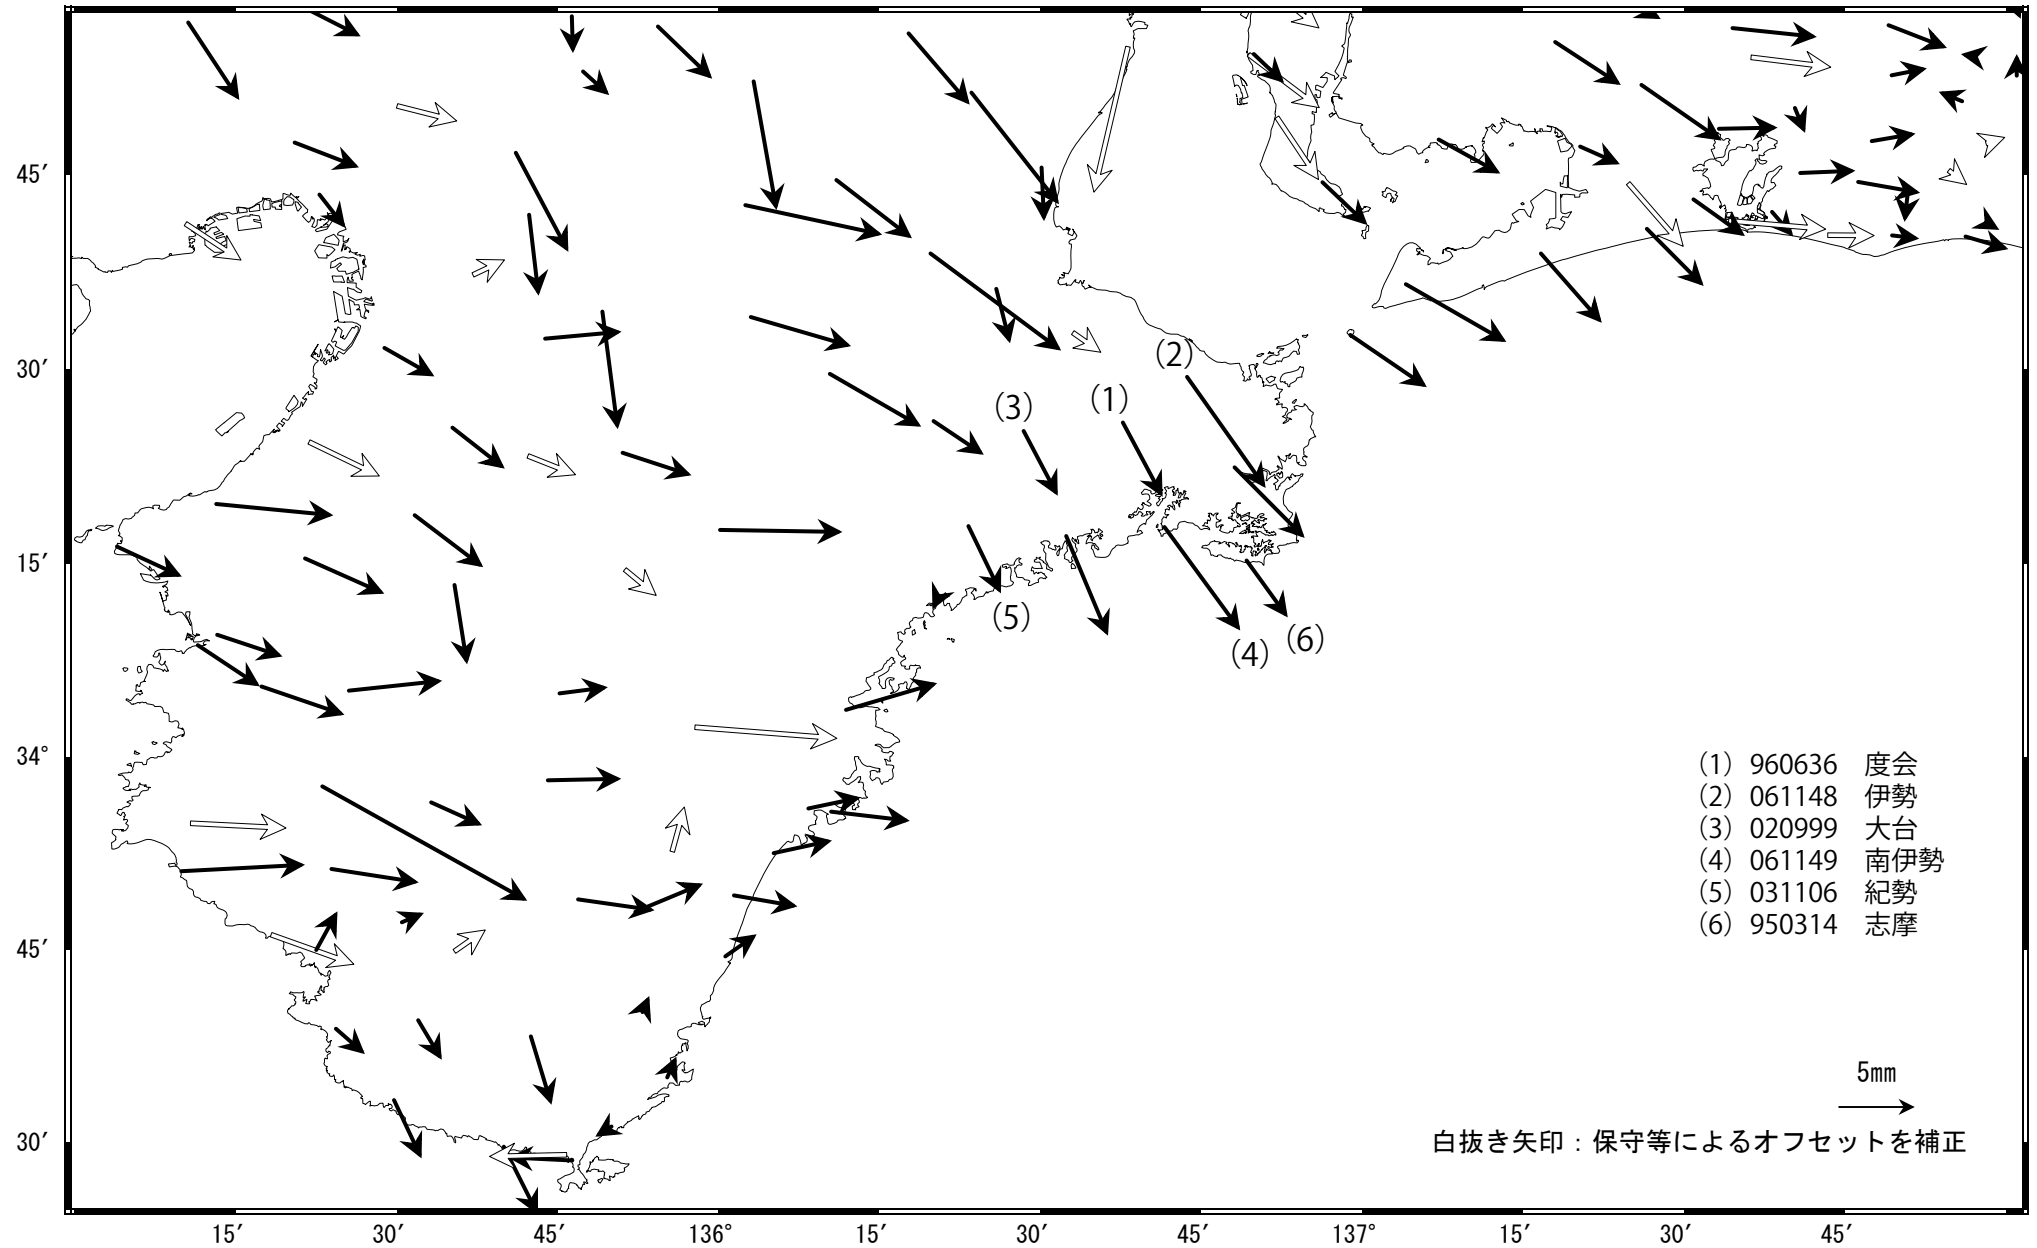 45′
30′
15′
34°
45′
30′
(2)
(1)
(3)
(5)
(6)
(4)
(1) 960636 度会
(2) 061148 伊勢
(3) 020999 大台
(4) 061149 南伊勢
(5) 031106 紀勢
(6) 950314 志摩
5mm
白抜き矢印：保守等によるオフセットを補正
15′ 30′ 45′ 136° 15′ 30′ 45′ 137° 15′ 30′ 45′